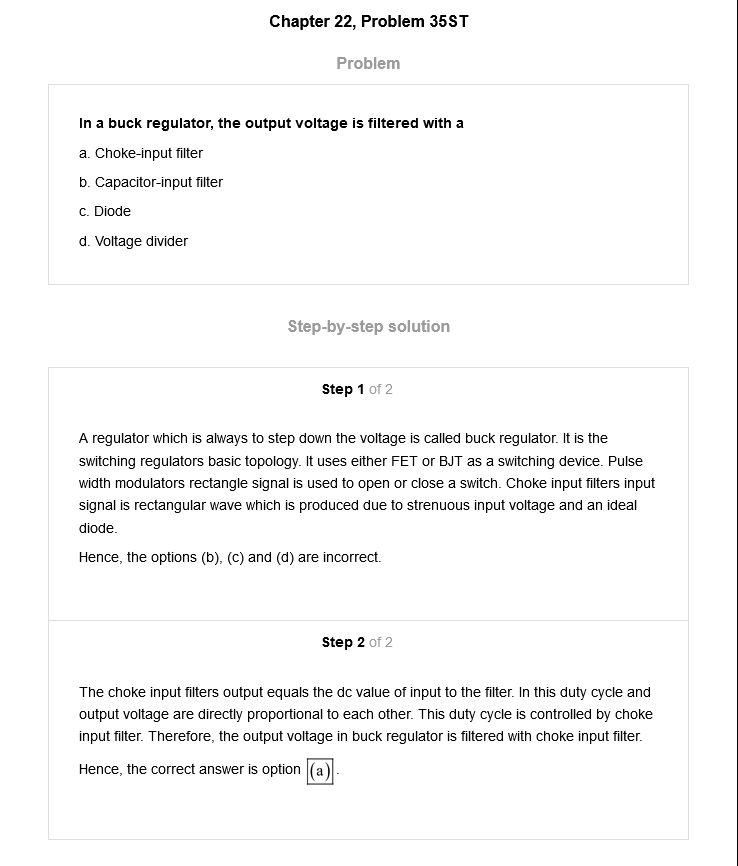 Chapter 22, Problem 35ST
Problem
In a buck regulator, the output voltage is filtered with a
a. Choke-input filter
b. Capacitor-input filter
c. Diode
d. Voltage divider
Step-by-step solution
Step 1 of 2
A regulator which is always to step down the voltage is called buck regulator. It is the
switching regulators basic topology. It uses either FET or BJT as a switching device. Pulse
width modulators rectangle signal is used to open or close a switch. Choke input filters input
signal is rectangular wave which is produced due to strenuous input voltage and an ideal
diode.
Hence, the options (b), (c) and (d) are incorrect.
Step 2 of 2
The choke input filters output equals the dc value of input to the filter. In this duty cycle and
output voltage are directly proportional to each other. This duty cycle is controlled by choke
input filter. Therefore, the output voltage in buck regulator is filtered with choke input filter.
Hence, the correct answer is option (a).